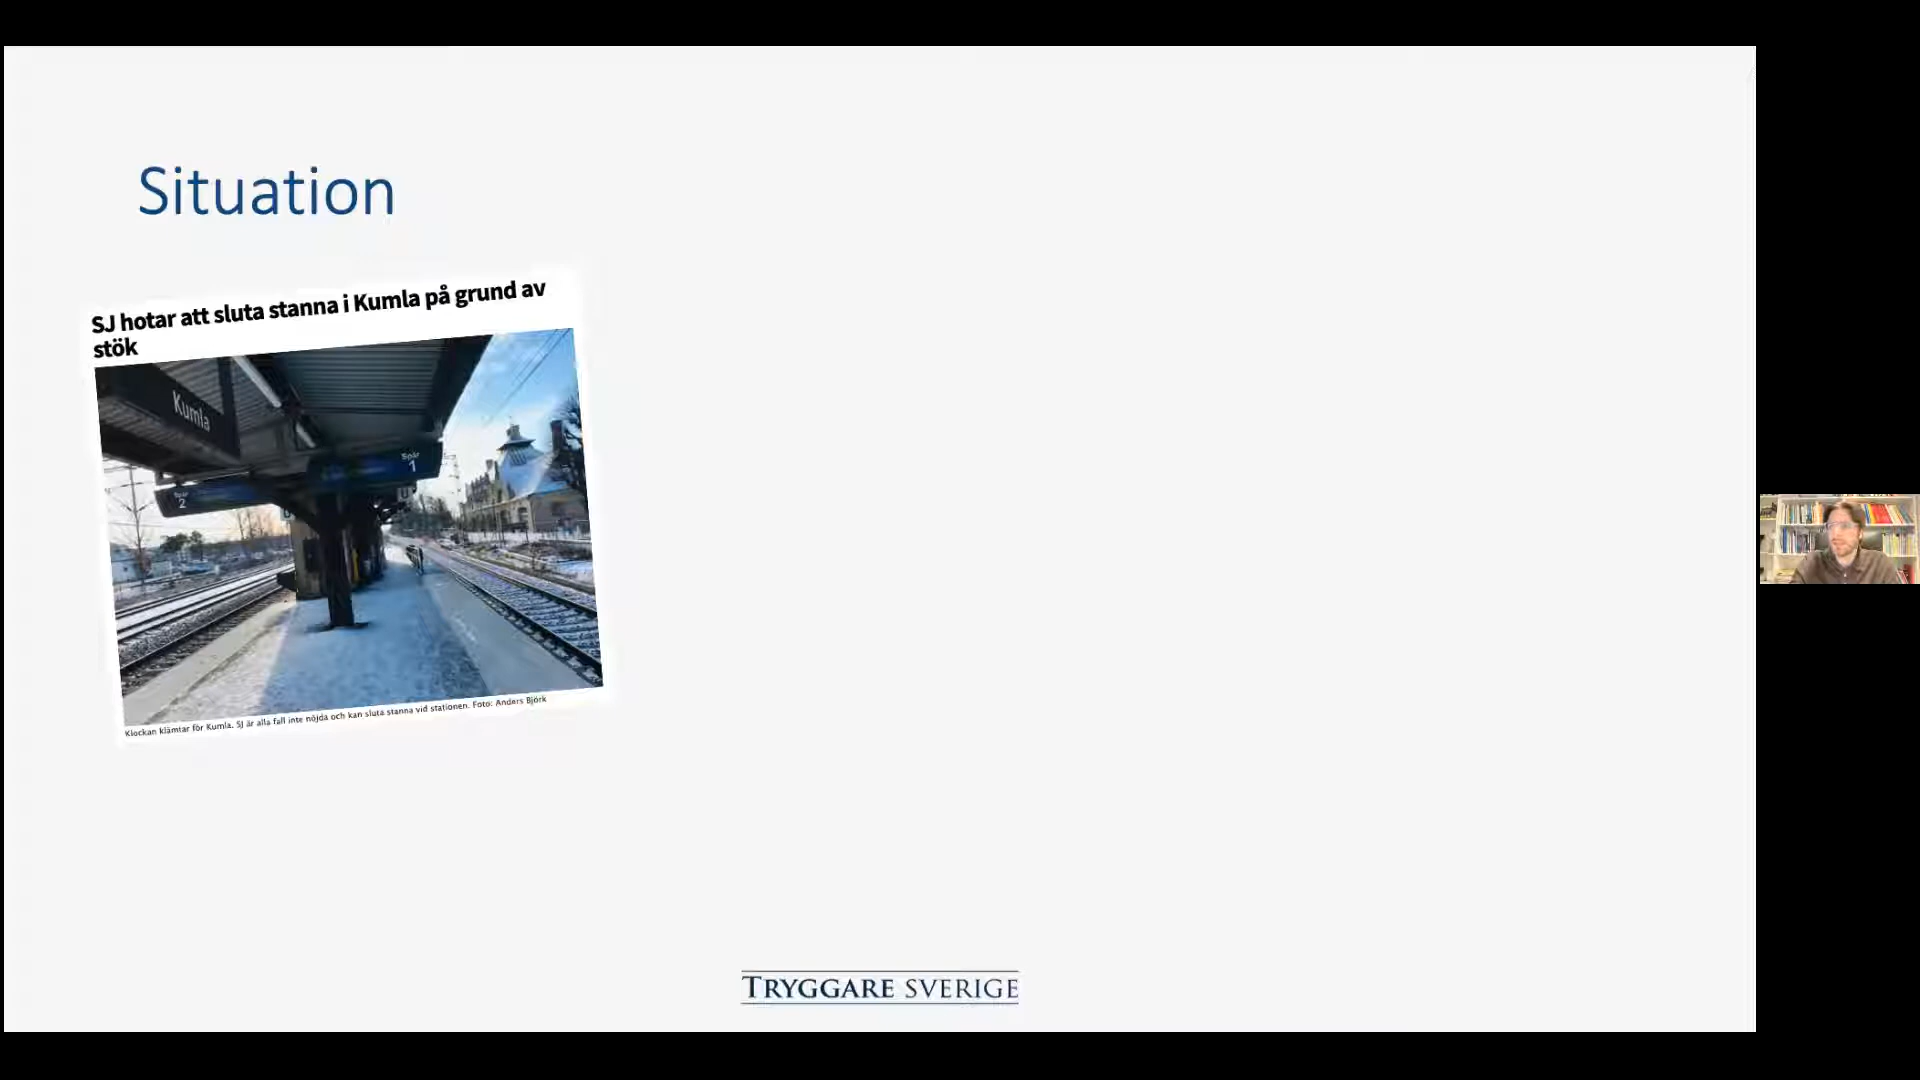 Situation
SJ hotar att sluta stanna i Kumla på grund av
stök
Kumla
Spår
1
Spår
2
Klockan klämtar för Kumla. SJ är alla fall inte nöjda och kan sluta stanna vid stationen. Foto: Anders Björk
TRYGGARE SVERIGE